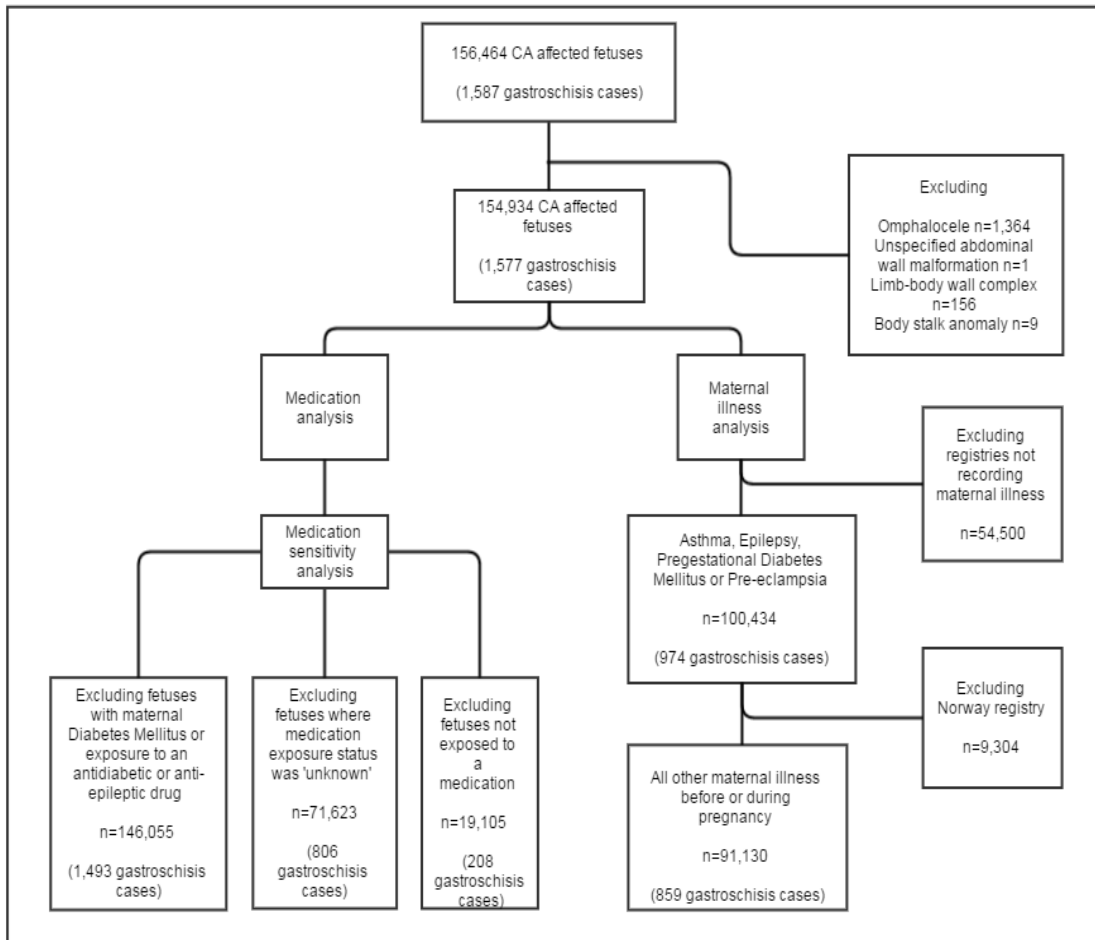 156,464 CA affected fetuses
(1,587 gastroschisis cases)
154,934 CA affected
fetuses
(1,577 gastroschisis
cases)
Excluding
Omphalocele n=1,364
Unspecified abdominal
wall malformation n=1
Limb-body wall complex
n=156
Body stalk anomaly n=9
Medication
analysis
Maternal
illness
analysis
Excluding
registries not
recording
maternal illness
n=54,500
Medication
sensitivity
analysis
Asthma, Epilepsy,
Pregestational Diabetes
Mellitus or Pre-eclampsia
n=100,434
(974 gastroschisis cases)
Excluding
Norway registry
n=9,304
Excluding fetuses
with maternal
Diabetes Mellitus or
exposure to an
antidiabetic or anti-
epileptic drug
n=146,055
(1,493 gastroschisis
cases)
Excluding
fetuses where
medication
exposure status
was 'unknown'
n=71,623
(806
gastroschisis
cases)
Excluding
fetuses not
exposed to
a
medication
n=19,105
(208
gastroschisis
cases)
All other maternal illness
before or during
pregnancy
n=91,130
(859 gastroschisis cases)